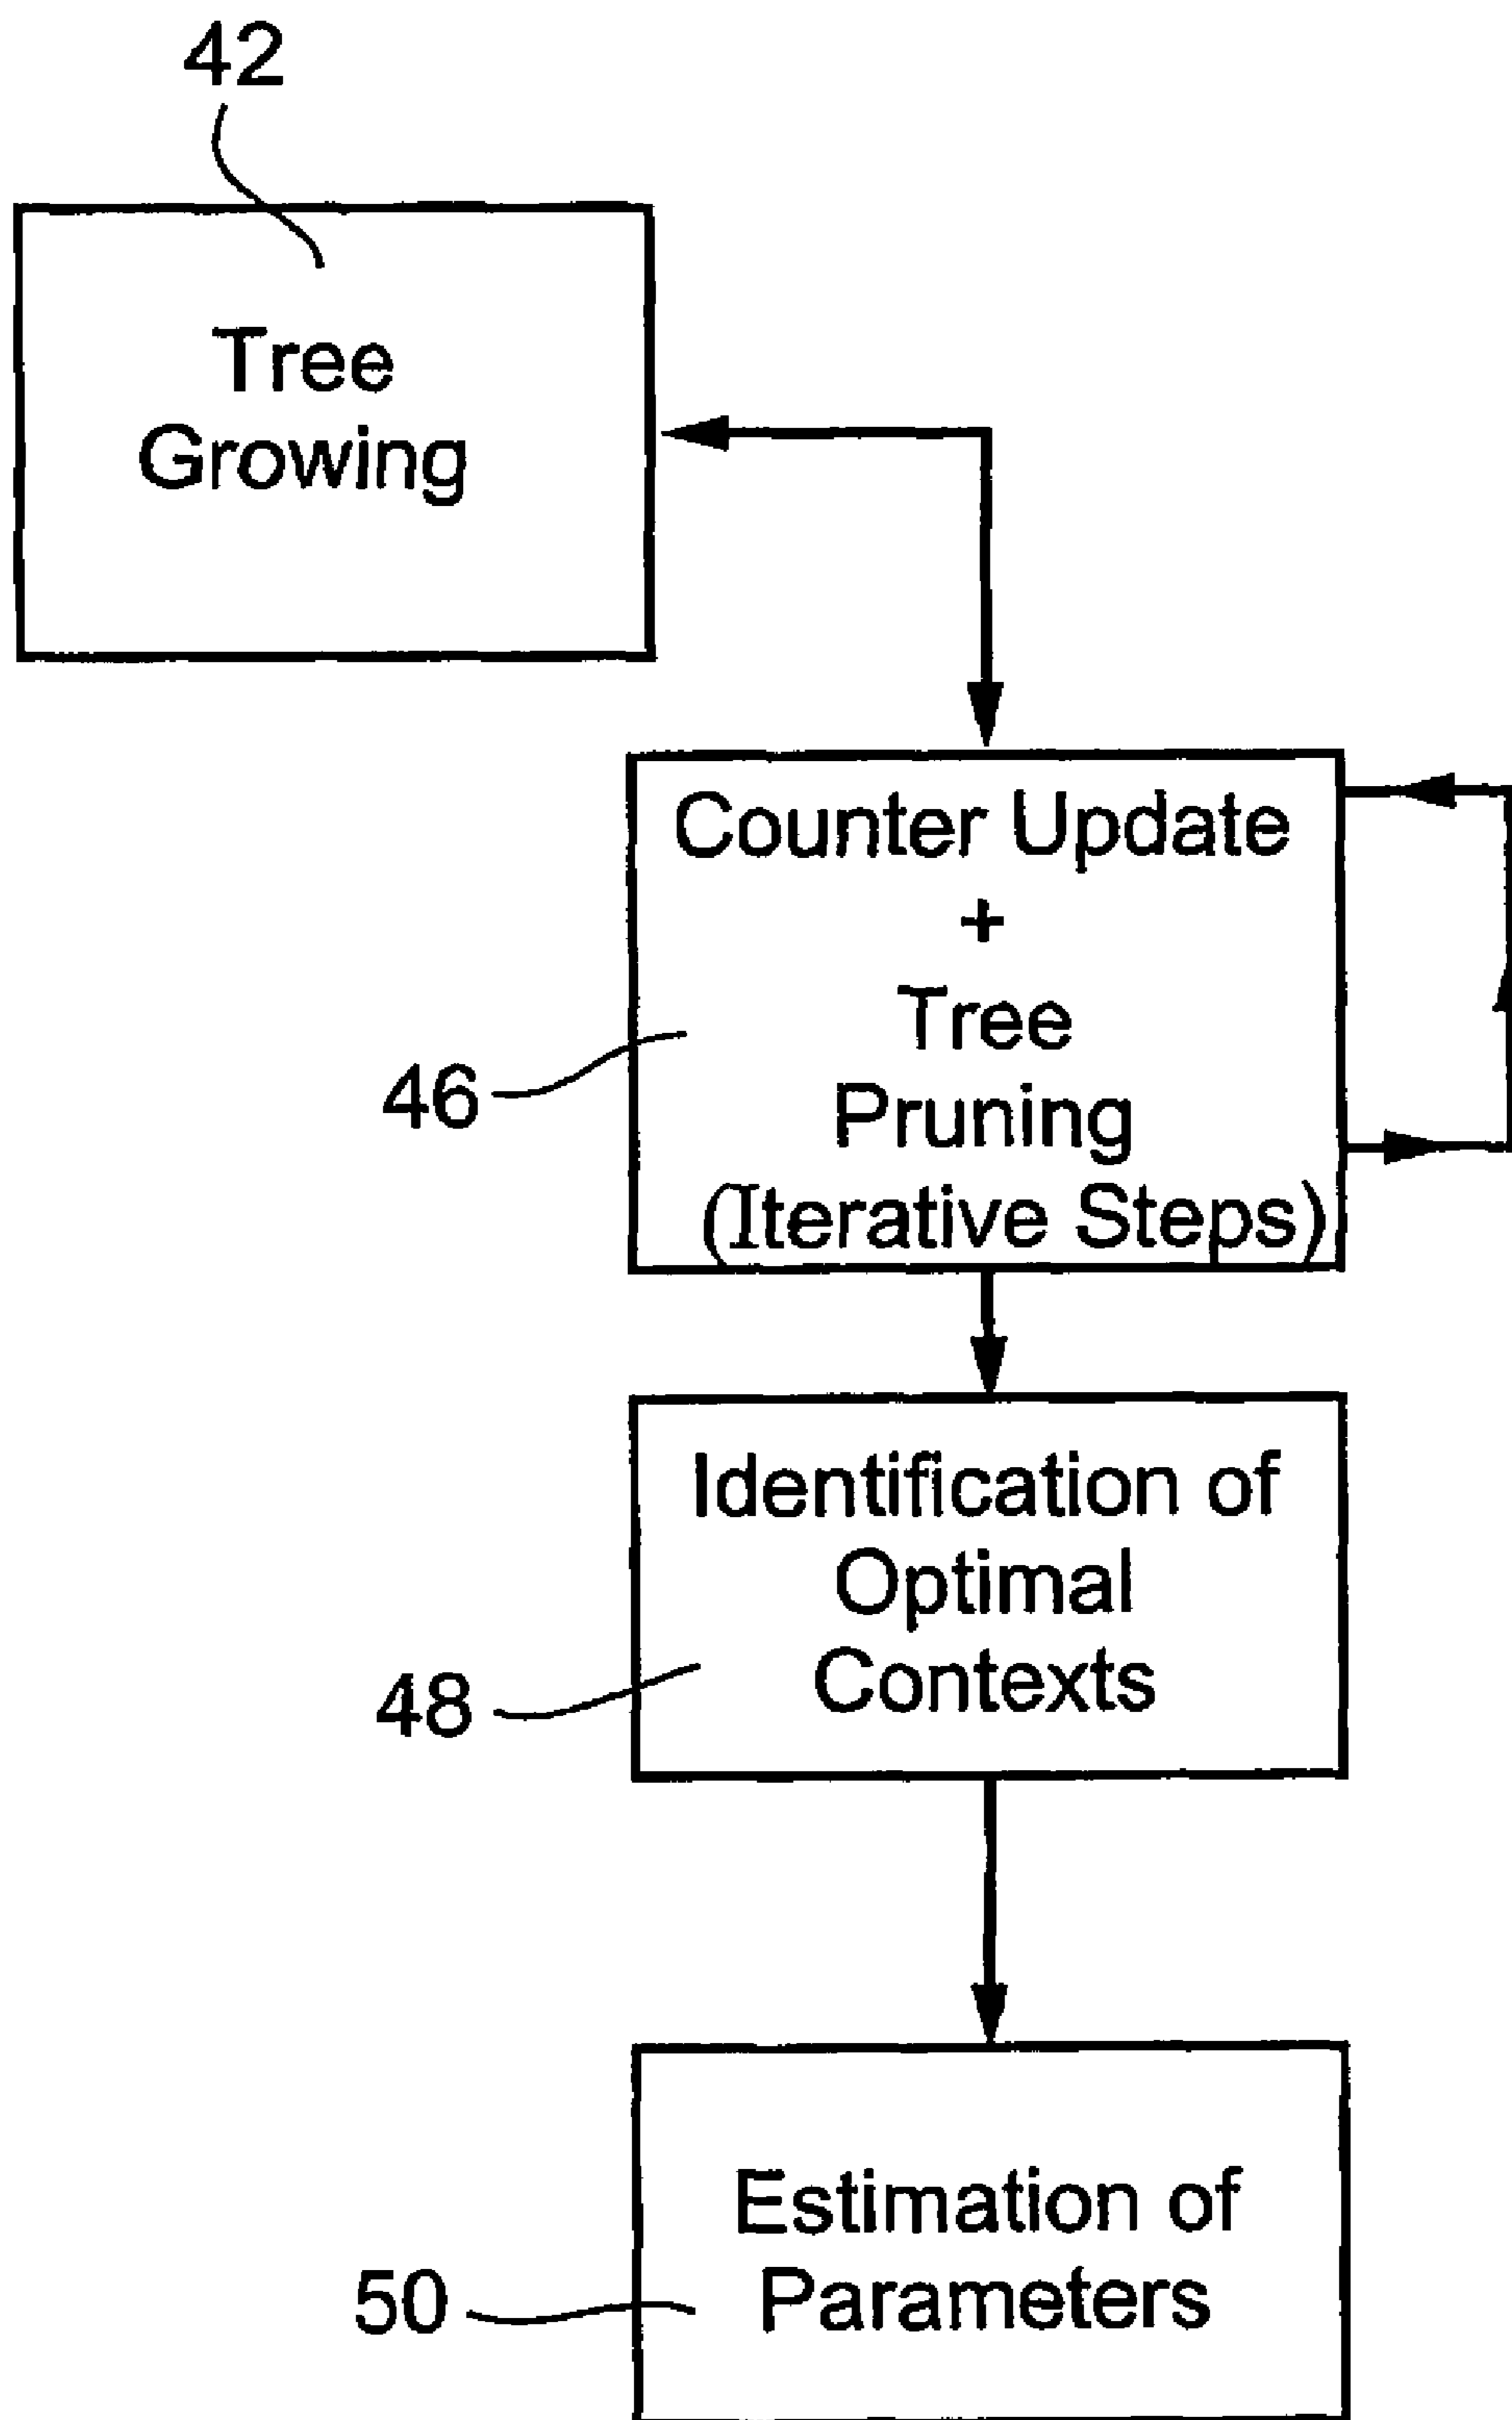 42
Tree
Growing
Counter Update
+
Tree
Pruning
(Iterative Steps)
46
Identification of
Optimal
Contexts
48
Estimation of
Parameters
50